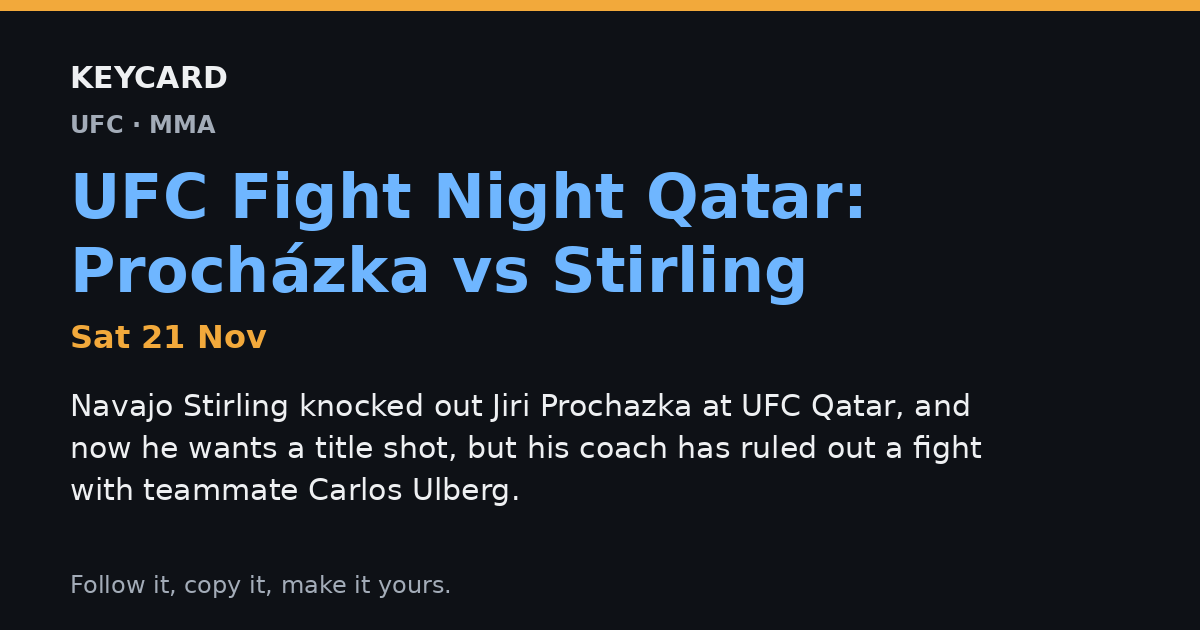 KEYCARD
UFC · MMA
UFC Fight Night Qatar:
Procházka vs Stirling
Sat 21 Nov
Navajo Stirling knocked out Jiri Prochazka at UFC Qatar, and
now he wants a title shot, but his coach has ruled out a fight
with teammate Carlos Ulberg.
Follow it, copy it, make it yours.